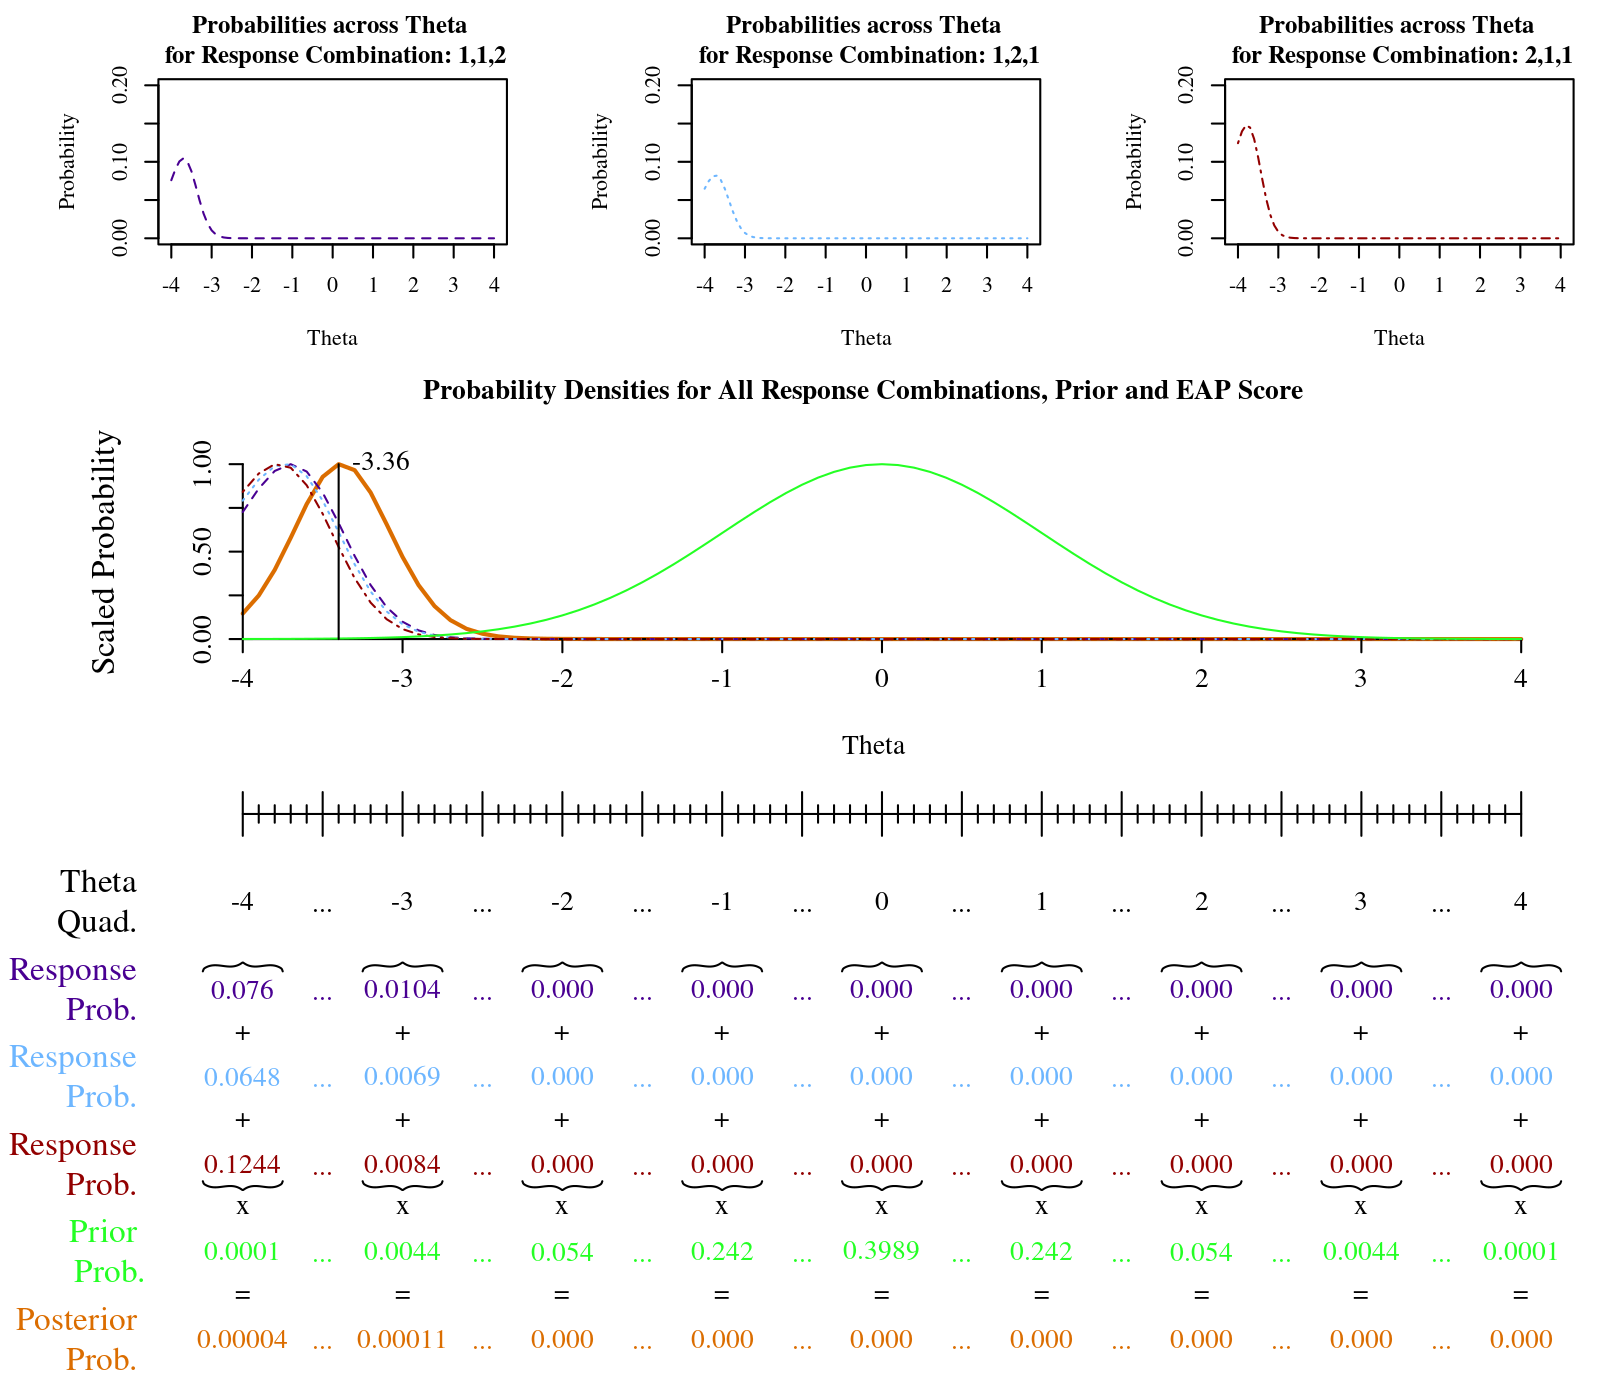 Probabilities across Theta
for Response Combination: 1,1,2
Probability
0.00 0.10 0.20
-4 -3 -2 -1 0 1 2 3 4
Theta
Probabilities across Theta
for Response Combination: 1,2,1
Probability
0.00 0.10 0.20
-4 -3 -2 -1 0 1 2 3 4
Theta
Probabilities across Theta
for Response Combination: 2,1,1
Probability
0.00 0.10 0.20
-4 -3 -2 -1 0 1 2 3 4
Theta
Probability Densities for All Response Combinations, Prior and EAP Score
Scaled Probability
0.00 0.50 1.00
-3.36
-4 -3 -2 -1 0 1 2 3 4
Theta
Theta
Quad.
-4 ... -3 ... -2 ... -1 ... 0 ... 1 ... 2 ... 3 ... 4
Response
Prob.
0.076 ... 0.0104 ... 0.000 ... 0.000 ... 0.000 ... 0.000 ... 0.000 ... 0.000 ... 0.000
+ + + + + + + + +
Response
Prob.
0.0648 ... 0.0069 ... 0.000 ... 0.000 ... 0.000 ... 0.000 ... 0.000 ... 0.000 ... 0.000
+ + + + + + + + +
Response
Prob.
0.1244 ... 0.0084 ... 0.000 ... 0.000 ... 0.000 ... 0.000 ... 0.000 ... 0.000 ... 0.000
x x x x x x x x x
Prior
Prob.
0.0001 ... 0.0044 ... 0.054 ... 0.242 ... 0.3989 ... 0.242 ... 0.054 ... 0.0044 ... 0.0001
= = = = = = = = =
Posterior
Prob.
0.00004 ... 0.00011 ... 0.000 ... 0.000 ... 0.000 ... 0.000 ... 0.000 ... 0.000 ... 0.000